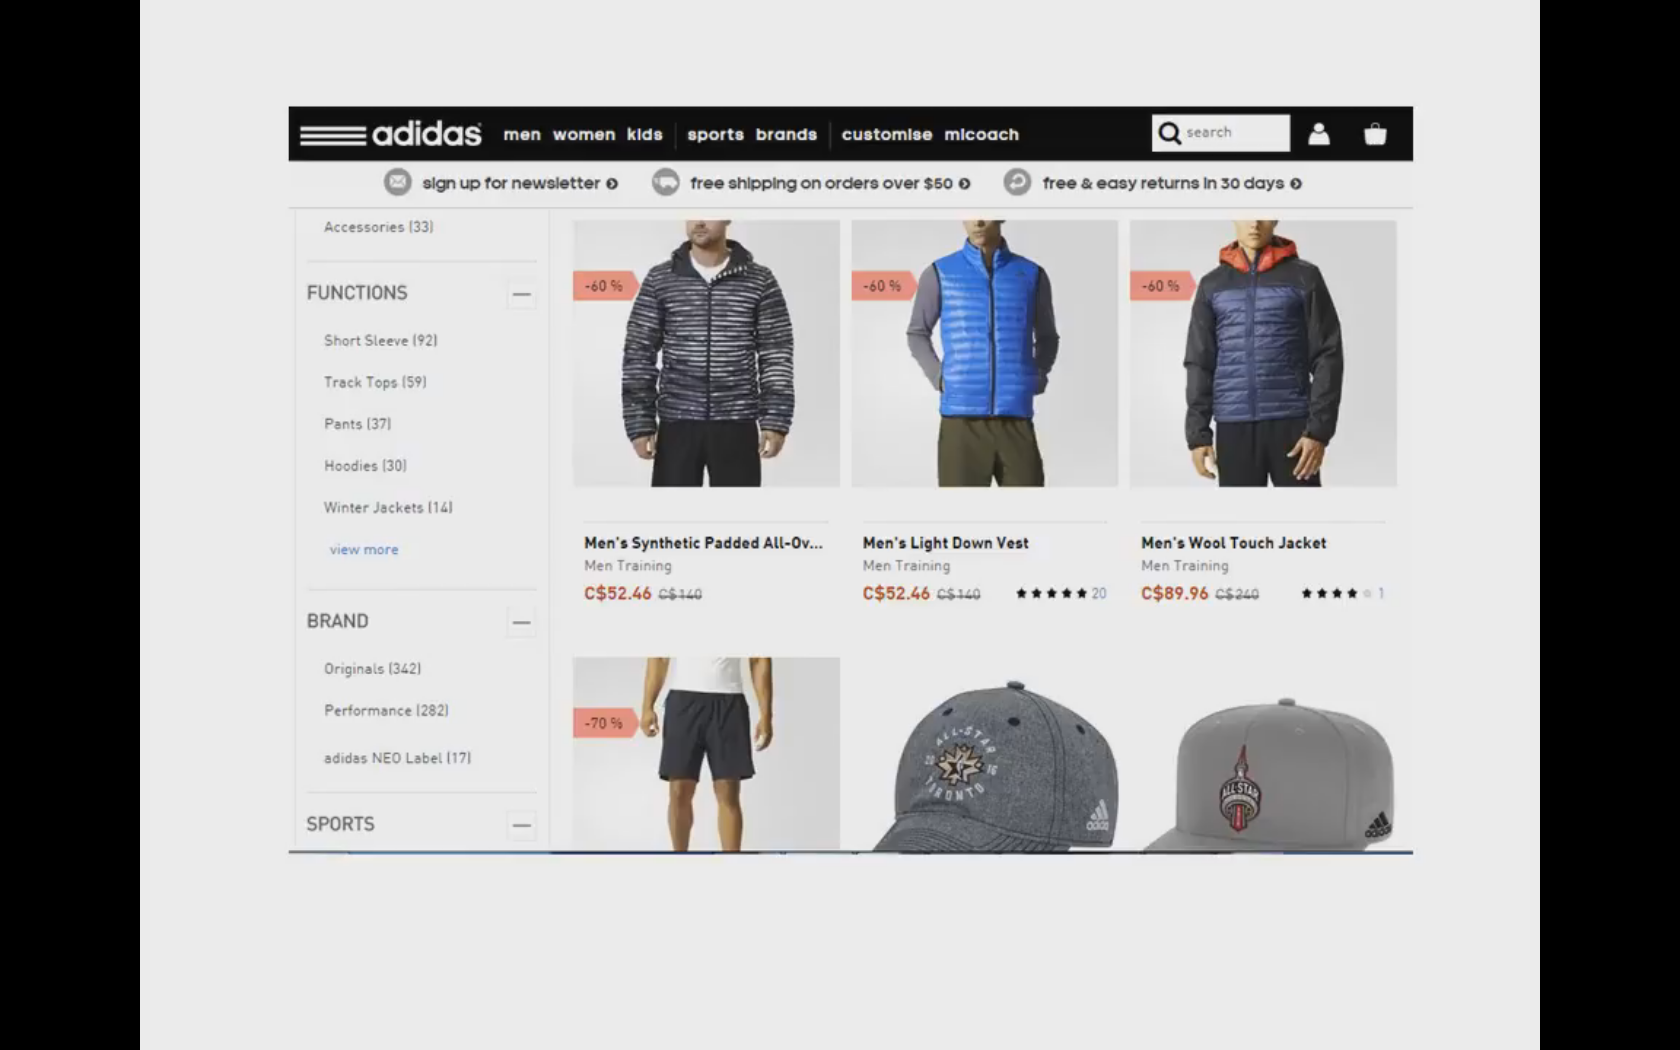 adidas men women kids sports brands customise micoach search
sign up for newsletter free shipping on orders over $50 free & easy returns in 30 days
Accessories (33)
FUNCTIONS
Short Sleeve (92)
Track Tops (59)
Pants (37)
Hoodies (30)
Winter Jackets (14)
view more
BRAND
Originals (342)
Performance (282)
adidas NEO Label (17)
SPORTS
-60 %
-60 %
-60 %
Men's Synthetic Padded All-Ov...
Men Training
C$52.46 C$140
Men's Light Down Vest
Men Training
C$52.46 C$140 20
Men's Wool Touch Jacket
Men Training
C$89.96 C$240 1
-70 %
ALL-STAR
20 16
TORONTO
adidas
ALL-STAR
adidas